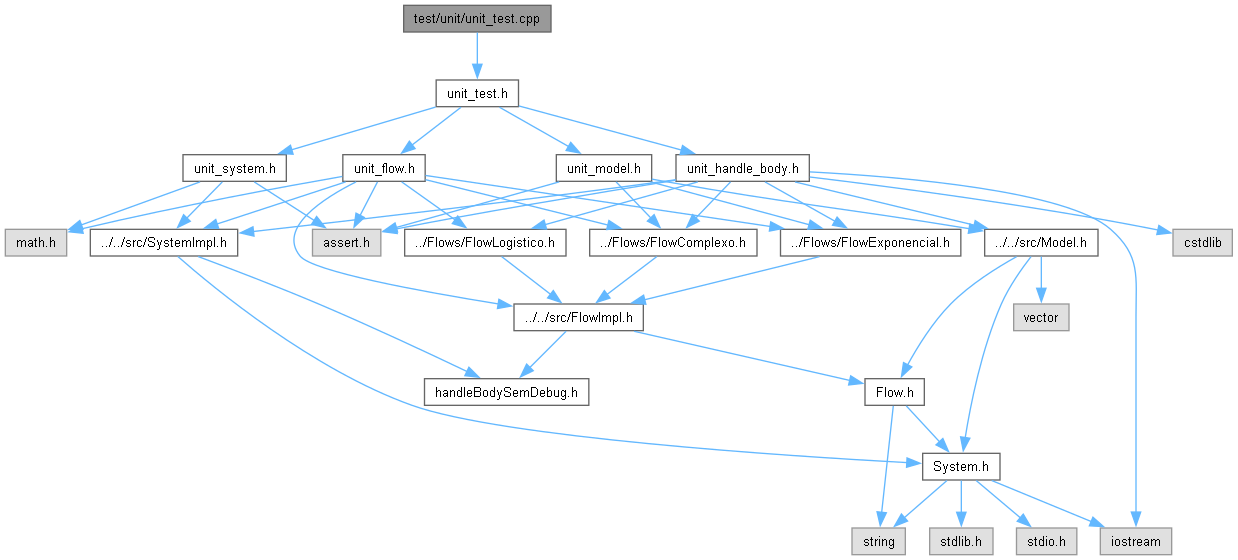 test/unit/unit_test.cpp
unit_test.h
unit_system.h
unit_flow.h
unit_model.h
unit_handle_body.h
math.h
../../src/SystemImpl.h
assert.h
../Flows/FlowLogistico.h
../Flows/FlowComplexo.h
../Flows/FlowExponencial.h
../../src/Model.h
cstdlib
../../src/FlowImpl.h
vector
handleBodySemDebug.h
Flow.h
System.h
string
stdlib.h
stdio.h
iostream